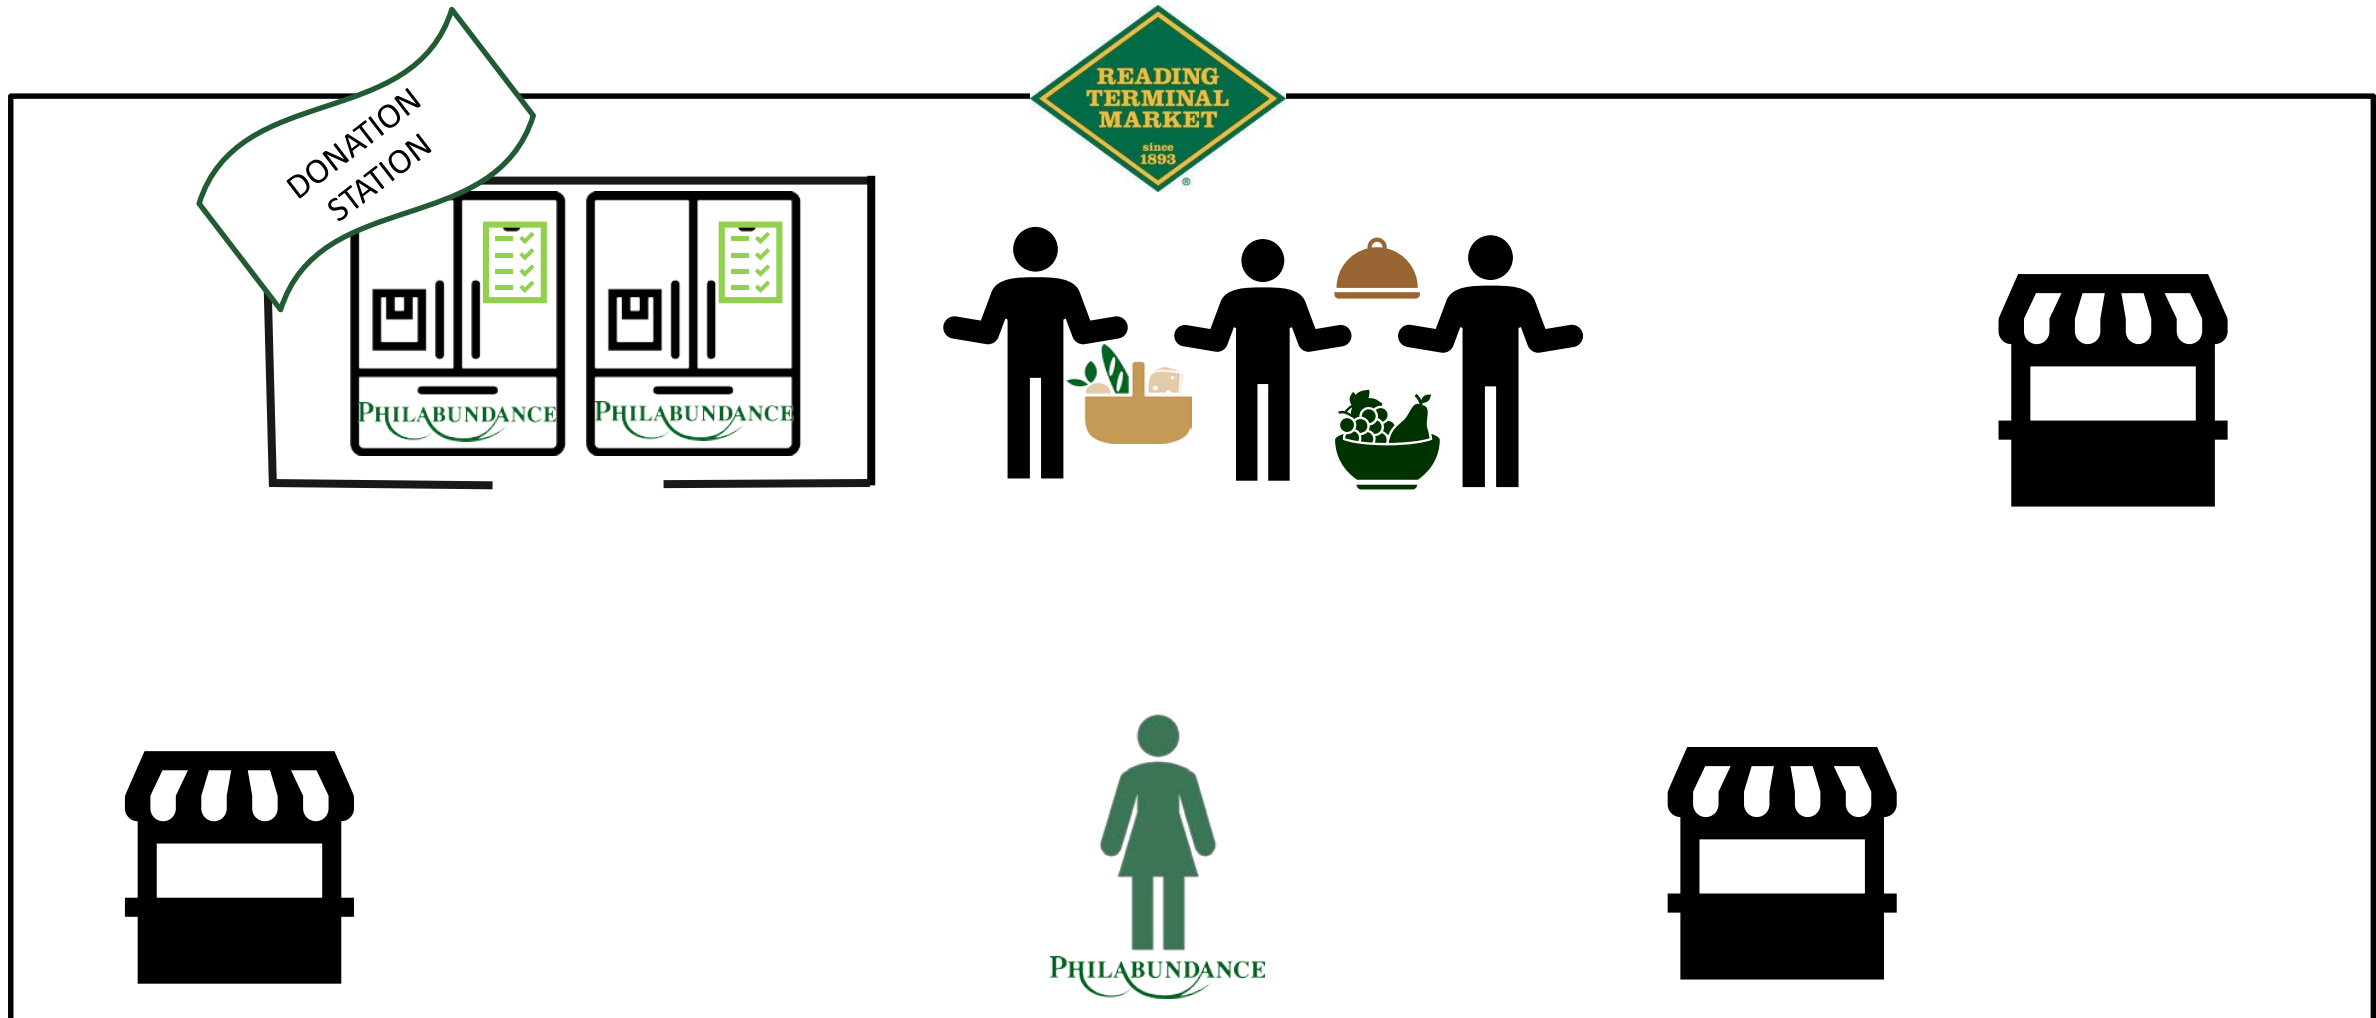 READING
TERMINAL
MARKET
since
1893
®
DONATION
STATION
PHILABUNDANCE
PHILABUNDANCE
PHILABUNDANCE